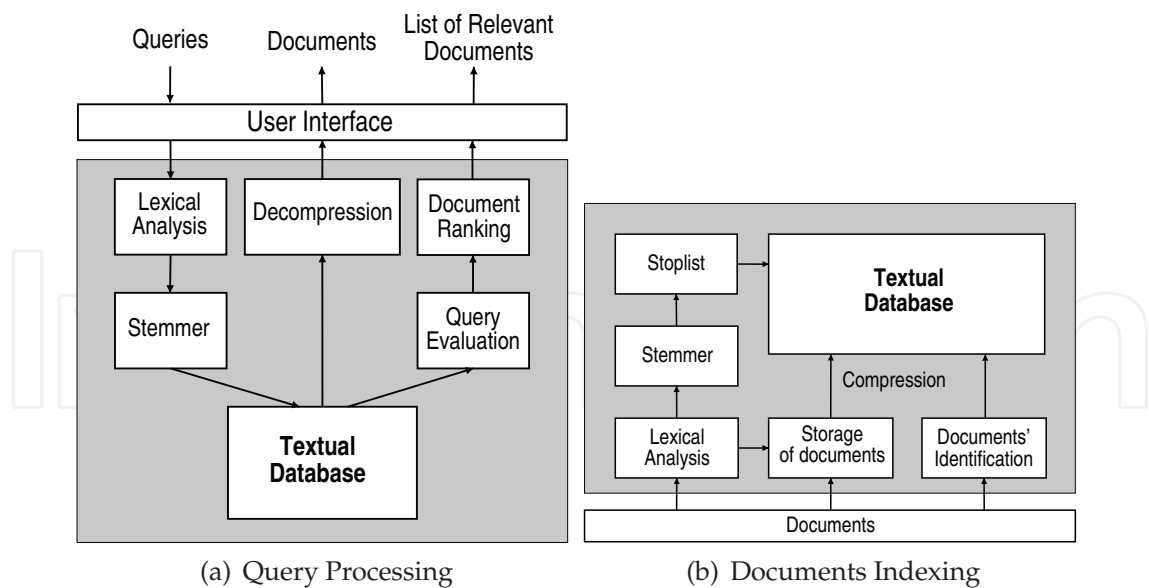 Queries
Documents
List of Relevant
Documents
User Interface
Lexical
Analysis
Decompression
Document
Ranking
Stemmer
Query
Evaluation
Textual
Database
(a) Query Processing
Stoplist
Textual
Database
Stemmer
Compression
Lexical
Analysis
Storage
of documents
Documents'
Identification
Documents
(b) Documents Indexing